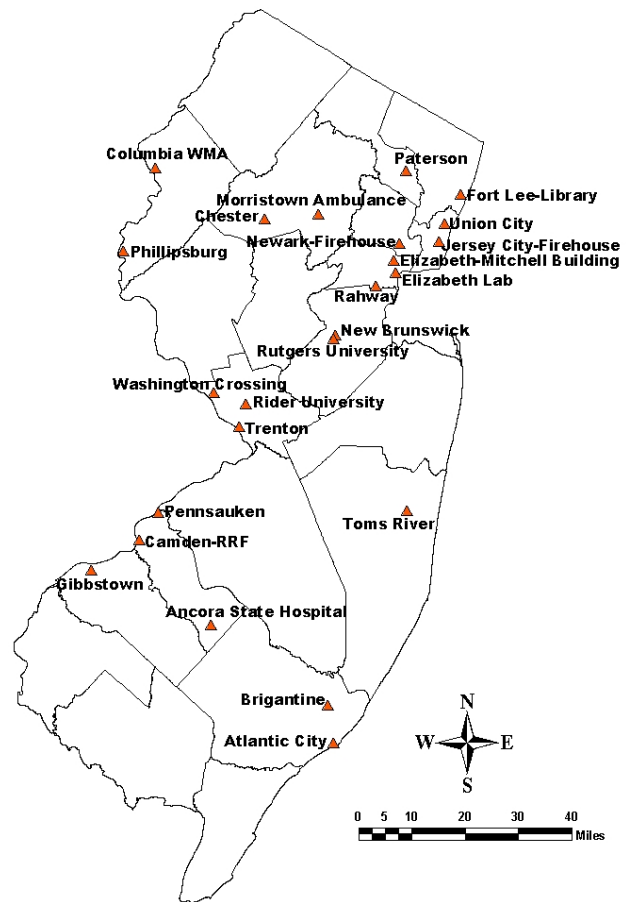 Columbia WMA
Paterson
Fort Lee-Library
Morristown Ambulance
Chester
Union City
Newark-Firehouse
Jersey City-Firehouse
Phillipsburg
Elizabeth-Mitchell Building
Elizabeth Lab
Rahway
New Brunswick
Rutgers University
Washington Crossing
Rider University
Trenton
Pennsauken
Toms River
Camden-RRF
Gibbstown
Ancora State Hospital
Brigantine
Atlantic City
N
W E
S
0 5 10 20 30 40
Miles